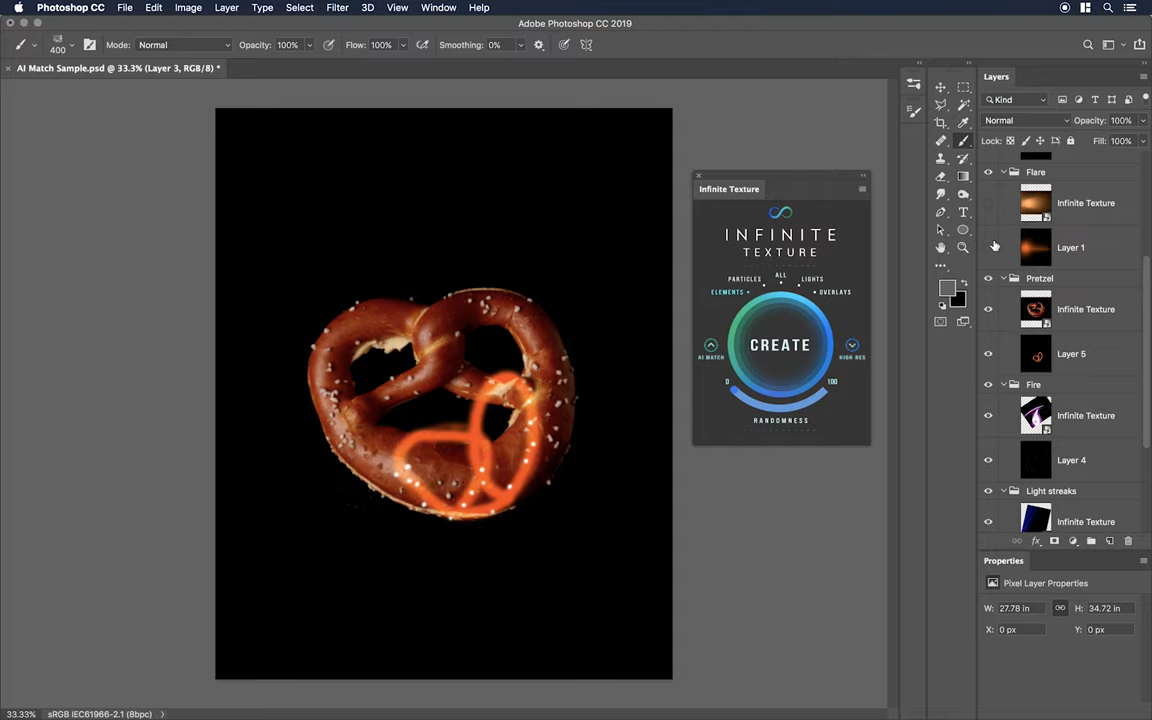 Photoshop CC File Edit Image Layer Type Select Filter 3D View Window Help
Adobe Photoshop CC 2019
400 Mode: Normal Opacity: 100% Flow: 100% Smoothing: 0%
AI Match Sample.psd @ 33.3% (Layer 3, RGB/8) *
Layers
Kind
Normal Opacity: 100%
Lock: Fill: 100%
Flare
Infinite Texture
Layer 1
Pretzel
Infinite Texture
Layer 5
Fire
Infinite Texture
Layer 4
Light streaks
Infinite Texture
Infinite Texture
INFINITE
TEXTURE
ALL
PARTICLES LIGHTS
ELEMENTS OVERLAYS
CREATE
AI MATCH HIGH RES
0 100
RANDOMNESS
Properties
Pixel Layer Properties
W: 27.78 in H: 34.72 in
X: 0 px Y: 0 px
33.33% sRGB IEC61966-2.1 (8bpc)